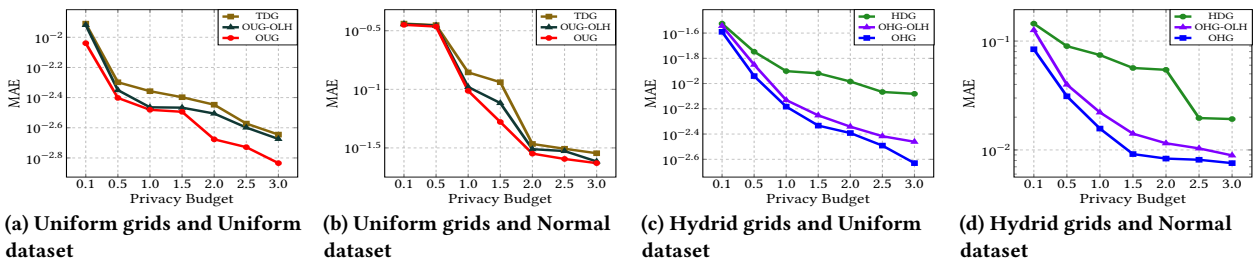 TDG
OUG-OLH
OUG
MAE
10^−2
10^−2.2
10^−2.4
10^−2.6
10^−2.8
0.1 0.5 1.0 1.5 2.0 2.5 3.0
Privacy Budget
(a) Uniform grids and Uniform
dataset
TDG
OUG-OLH
OUG
MAE
10^−0.5
10^−1
10^−1.5
0.1 0.5 1.0 1.5 2.0 2.5 3.0
Privacy Budget
(b) Uniform grids and Normal
dataset
HDG
OHG-OLH
OHG
MAE
10^−1.6
10^−1.8
10^−2
10^−2.2
10^−2.4
10^−2.6
0.1 0.5 1.0 1.5 2.0 2.5 3.0
Privacy Budget
(c) Hydrid grids and Uniform
dataset
HDG
OHG-OLH
OHG
MAE
10^−1
10^−2
0.1 0.5 1.0 1.5 2.0 2.5 3.0
Privacy Budget
(d) Hydrid grids and Normal
dataset